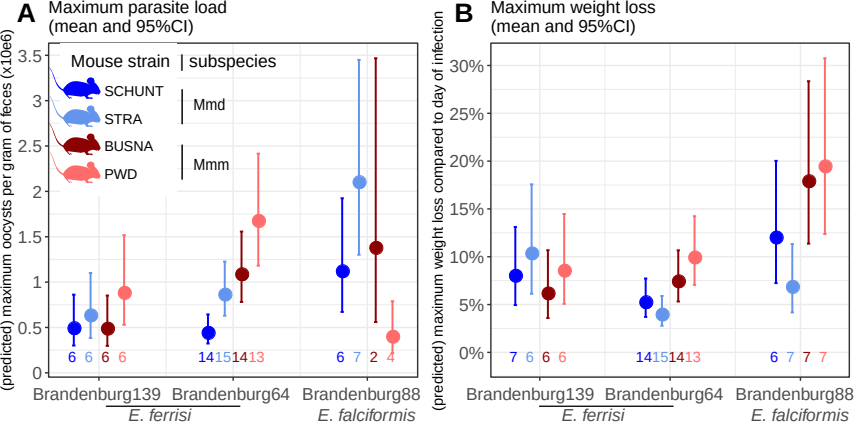 A
Maximum parasite load
(mean and 95%CI)
(predicted) maximum oocysts per gram of feces (x10e6)
3.5
3
2.5
2
1.5
1
0.5
0
Mouse strain | subspecies
SCHUNT
STRA
Mmd
BUSNA
PWD
Mmm
6 6 6 6
14 15 14 13
6 7 2 4
Brandenburg139 Brandenburg64 Brandenburg88
E. ferrisi E. falciformis
B
Maximum weight loss
(mean and 95%CI)
(predicted) maximum weight loss compared to day of infection
30%
25%
20%
15%
10%
5%
0%
7 6 6 6
14 15 14 13
6 7 7 7
Brandenburg139 Brandenburg64 Brandenburg88
E. ferrisi E. falciformis